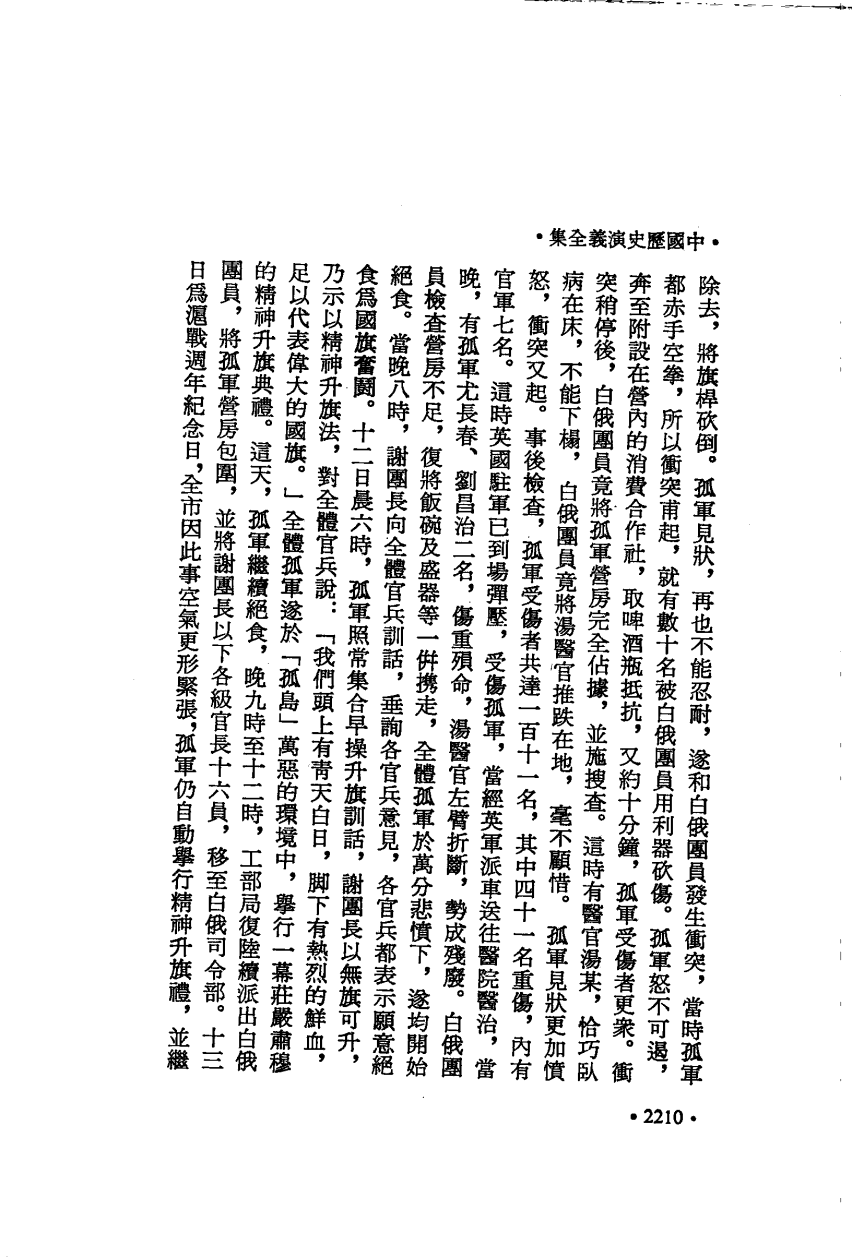 •中國歷史演義全集•
除去，將旗桿砍倒。孤軍見狀，再也不能忍耐，遂和白俄團員發生衝突，當時孤軍
都赤手空拳，所以衝突甫起，就有數十名被白俄團員用利器砍傷。孤軍怒不可遏，
奔至附設在營內的消費合作社，取啤酒瓶抵抗，又約十分鐘，孤軍受傷者更衆。衝
突稍停後，白俄團員竟將孤軍營房完全佔據，並施搜查。這時有醫官湯某，恰巧臥
病在床，不能下榻，白俄團員竟將湯醫官推跌在地，毫不顧惜。孤軍見狀更加憤
怒，衝突又起。事後檢查，孤軍受傷者共達一百十一名，其中四十一名重傷，內有
官軍七名。這時英國駐軍已到場彈壓，受傷孤軍，當經英軍派車送往醫院醫治，當
晚，有孤軍尤長春、劉昌治二名，傷重殞命，湯醫官左臂折斷，勢成殘廢。白俄團
員檢查營房不足，復將飯碗及盛器等一併携走，全體孤軍於萬分悲憤下，遂均開始
絕食。當晚八時，謝團長向全體官兵訓話，垂詢各官兵意見，各官兵都表示願意絕
食爲國旗奮鬪。十二日晨六時，孤軍照常集合早操升旗訓話，謝團長以無旗可升，
乃示以精神升旗法，對全體官兵說：「我們頭上有靑天白日，脚下有熱烈的鮮血，
足以代表偉大的國旗。」全體孤軍遂於「孤島」萬惡的環境中，舉行一幕莊嚴肅穆
的精神升旗典禮。這天，孤軍繼續絕食，晚九時至十二時，工部局復陸續派出白俄
團員，將孤軍營房包圍，並將謝團長以下各級官長十六員，移至白俄司令部。十三
日爲滬戰週年紀念日，全市因此事空氣更形緊張，孤軍仍自動舉行精神升旗禮，並繼
•2210•